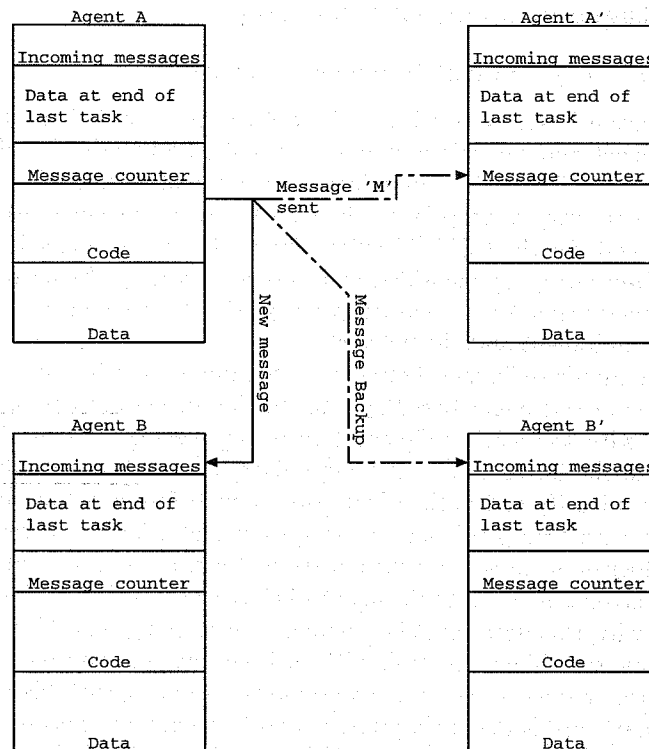 Agent A
Incoming messages
Data at end of
last task
Message counter
Code
Data
Agent A'
Incoming messages
Data at end of
last task
Message counter
Code
Data
Message 'M'
sent
New message
Message Backup
Agent B
Incoming messages
Data at end of
last task
Message counter
Code
Data
Agent B'
Incoming messages
Data at end of
last task
Message counter
Code
Data